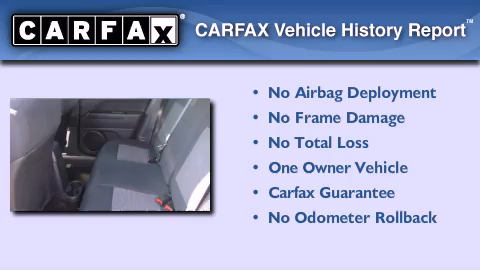 CARFAX® CARFAX Vehicle History Report™
• No Airbag Deployment
• No Frame Damage
• No Total Loss
• One Owner Vehicle
• Carfax Guarantee
• No Odometer Rollback